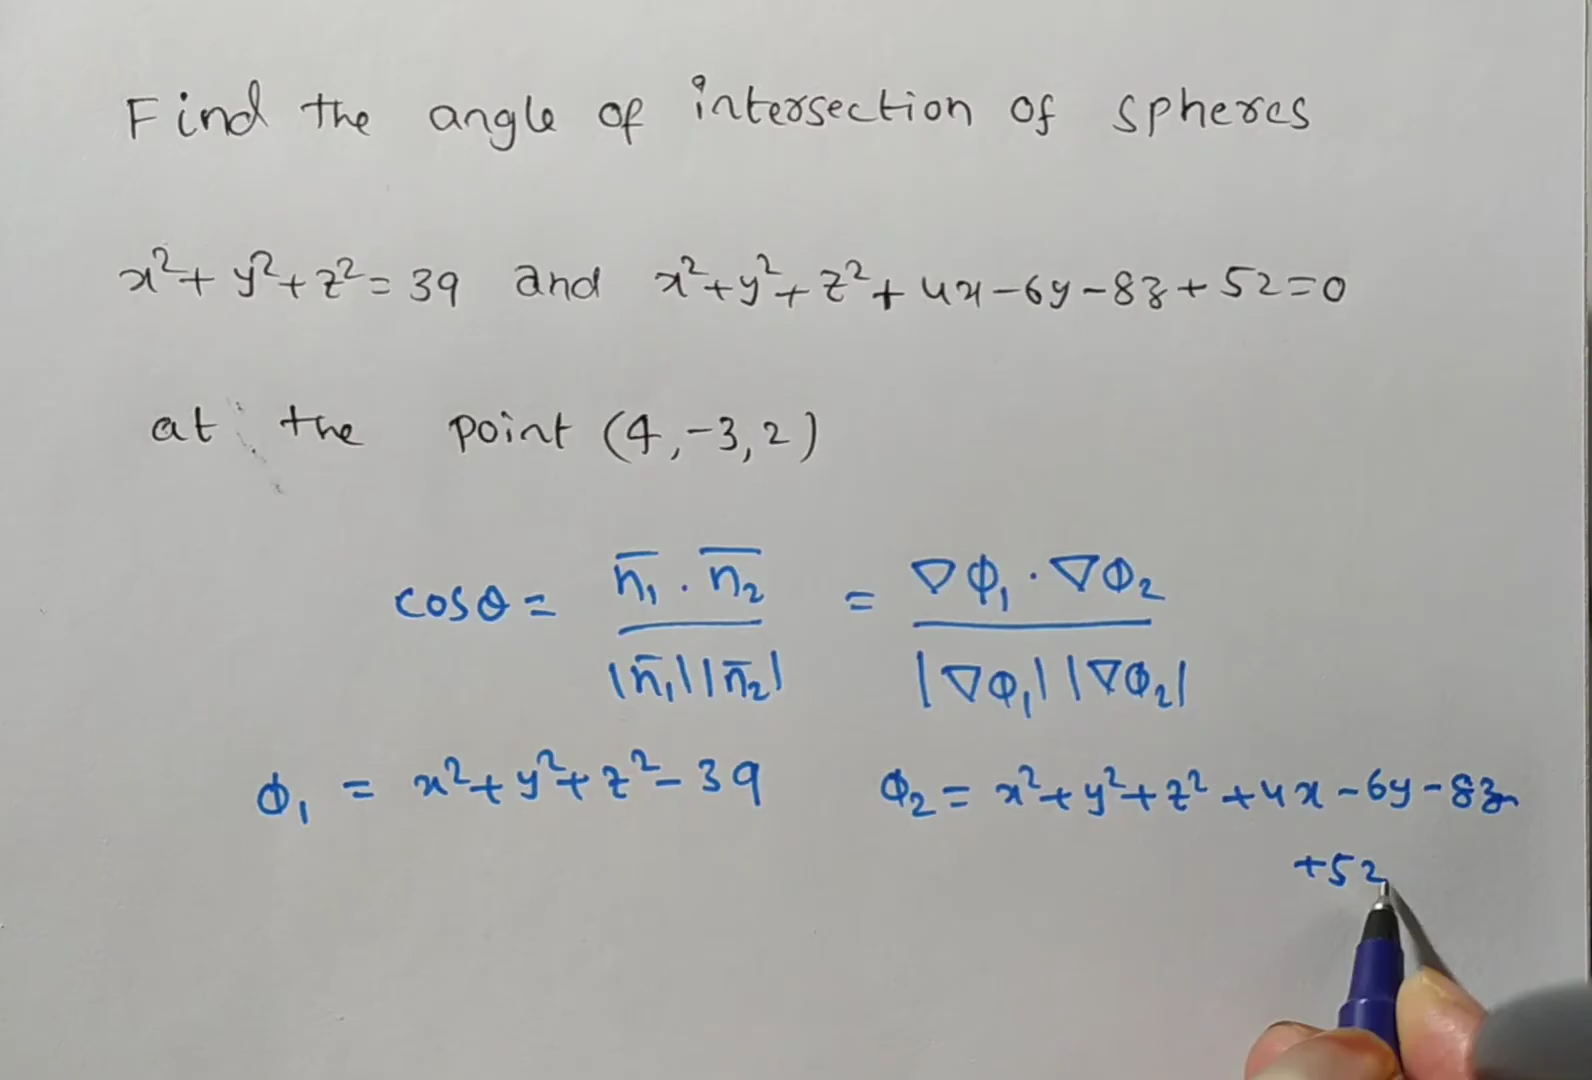 Find the angle of intersection of spheres
x²+ y²+z²= 39 and x²+y²+z²+4x-6y-8z+52=0
at the point (4,-3,2)
cosθ = n̄₁ . n̄₂ / |n̄₁||n̄₂| = ∇ϕ₁ · ∇ϕ₂ / |∇ϕ₁||∇ϕ₂|
ϕ₁ = x²+y²+z²-39 ϕ₂ = x²+y²+z²+4x-6y-8z
+52